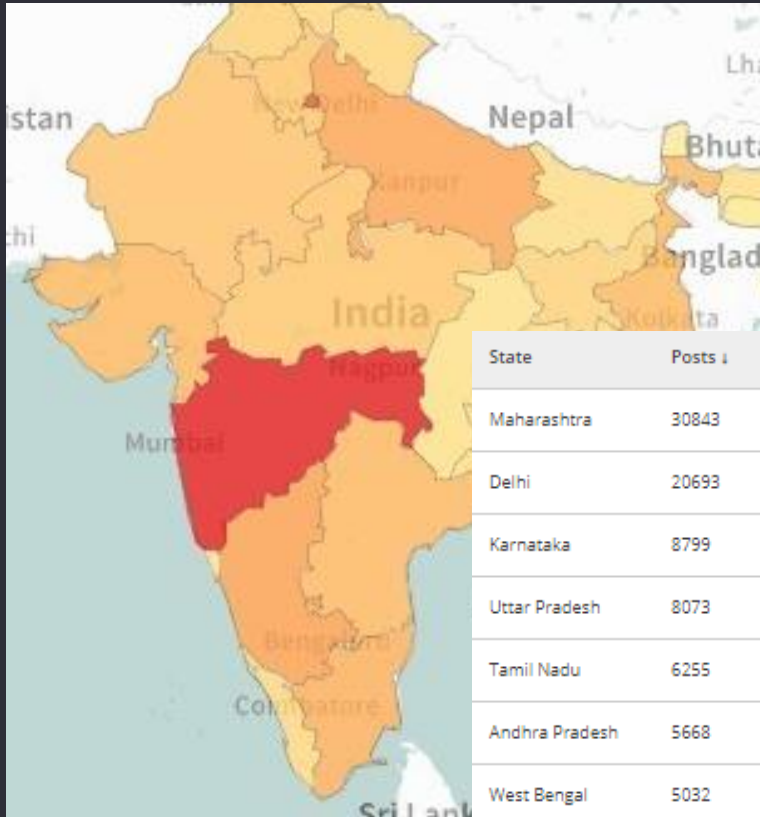 istan
New Delhi
Nepal
Lha
Bhuta
Kanpur
hi
Banglad
India
Kolkata
Nagpur
Mumbai
Bengaluru
Coimbatore
Sri Lank
State Posts ↓
Maharashtra 30843
Delhi 20693
Karnataka 8799
Uttar Pradesh 8073
Tamil Nadu 6255
Andhra Pradesh 5668
West Bengal 5032